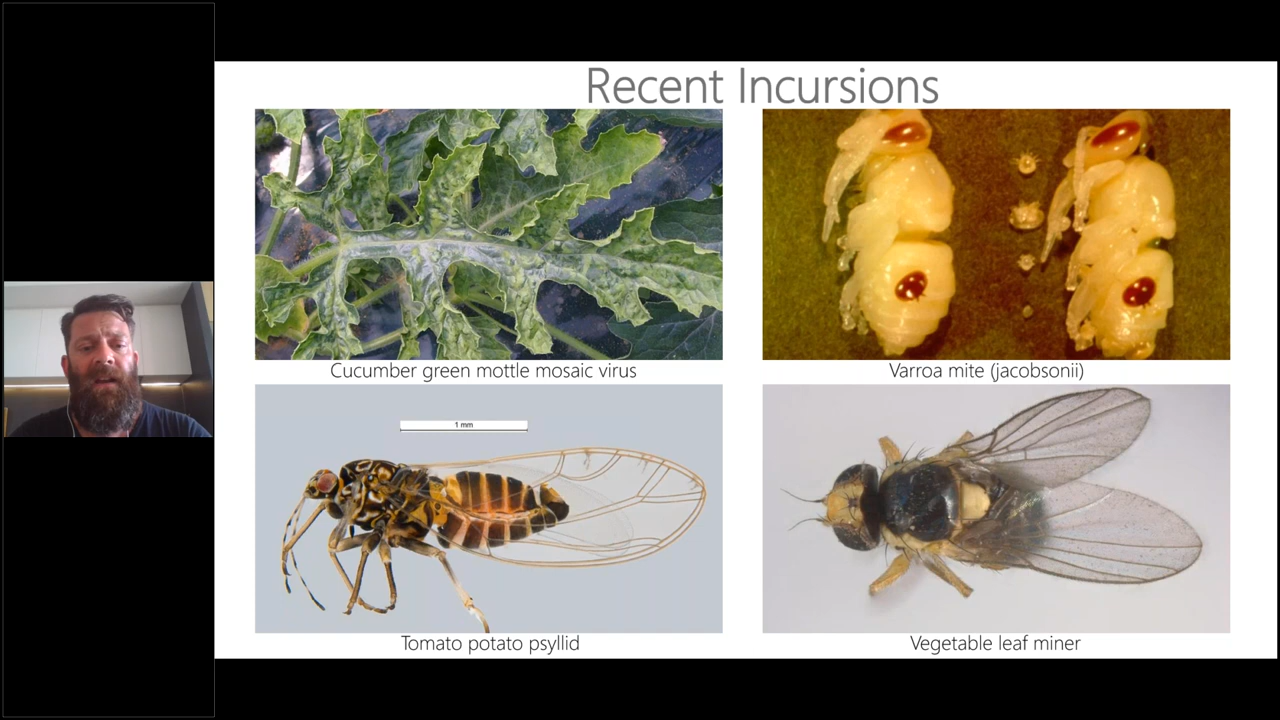 Recent Incursions
Cucumber green mottle mosaic virus
Varroa mite (jacobsonii)
1 mm
Tomato potato psyllid
Vegetable leaf miner